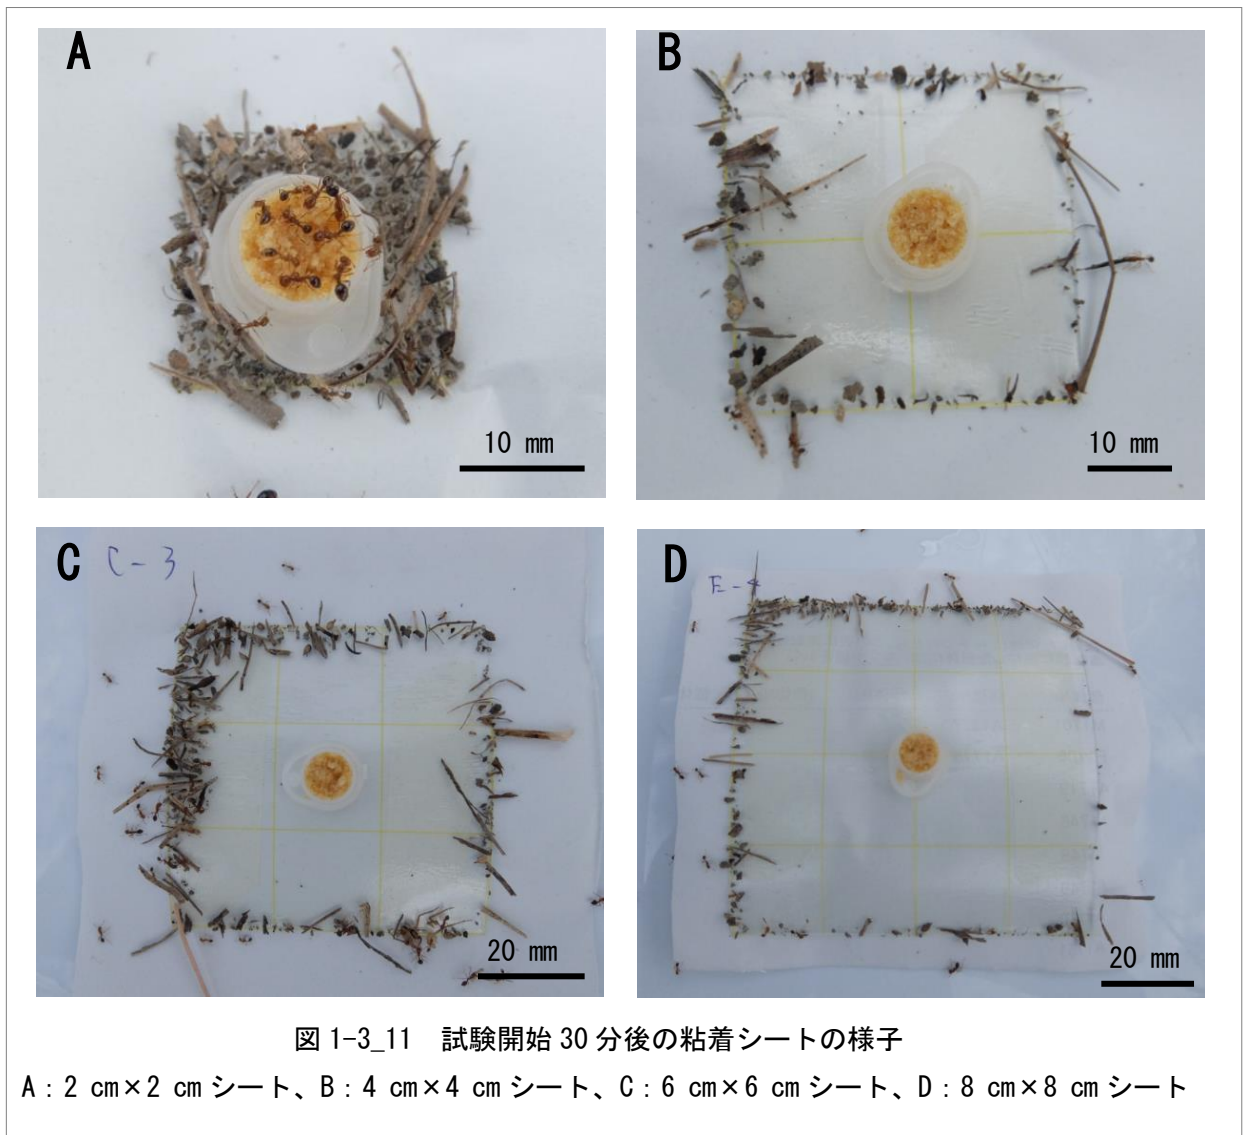 A
B
10 mm
10 mm
C C-3
D E-4
20 mm
20 mm
図 1-3_11 試験開始 30 分後の粘着シートの様子
A：2 cm×2 cm シート、B：4 cm×4 cm シート、C：6 cm×6 cm シート、D：8 cm×8 cm シート